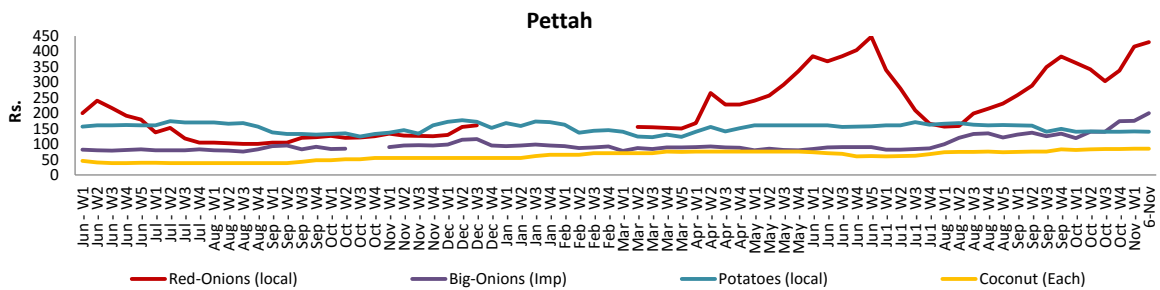 Pettah
450
400
350
300
250
200
150
100
50
0
Rs.
Jun - W1
Jun - W2
Jun - W3
Jun - W4
Jun - W5
Jul - W1
Jul - W2
Jul - W3
Jul - W4
Aug - W1
Aug - W2
Aug - W3
Aug - W4
Sep - W1
Sep - W2
Sep - W3
Sep - W4
Oct - W1
Oct - W2
Oct - W3
Oct - W4
Nov - W1
Nov - W2
Nov - W3
Nov - W4
Dec - W1
Dec - W2
Dec - W3
Dec - W4
Jan - W1
Jan - W2
Jan - W3
Jan - W4
Feb - W1
Feb - W2
Feb - W3
Feb - W4
Mar - W1
Mar - W2
Mar - W3
Mar - W4
Apr - W1
Apr - W2
Apr - W3
Apr - W4
May - W1
May - W2
May - W3
May - W4
Jun - W1
Jun - W2
Jun - W3
Jun - W4
Jun - W5
Ju1 - W1
Ju1 - W2
Ju1 - W3
Ju1 - W4
Aug - W1
Aug - W2
Aug - W3
Aug - W4
Aug - W5
Sep - W1
Sep - W2
Sep - W3
Sep - W4
Oct - W1
Oct - W2
Oct - W3
Oct - W4
Nov - W1
6-Nov
Red-Onions (local)
Big-Onions (Imp)
Potatoes (local)
Coconut (Each)